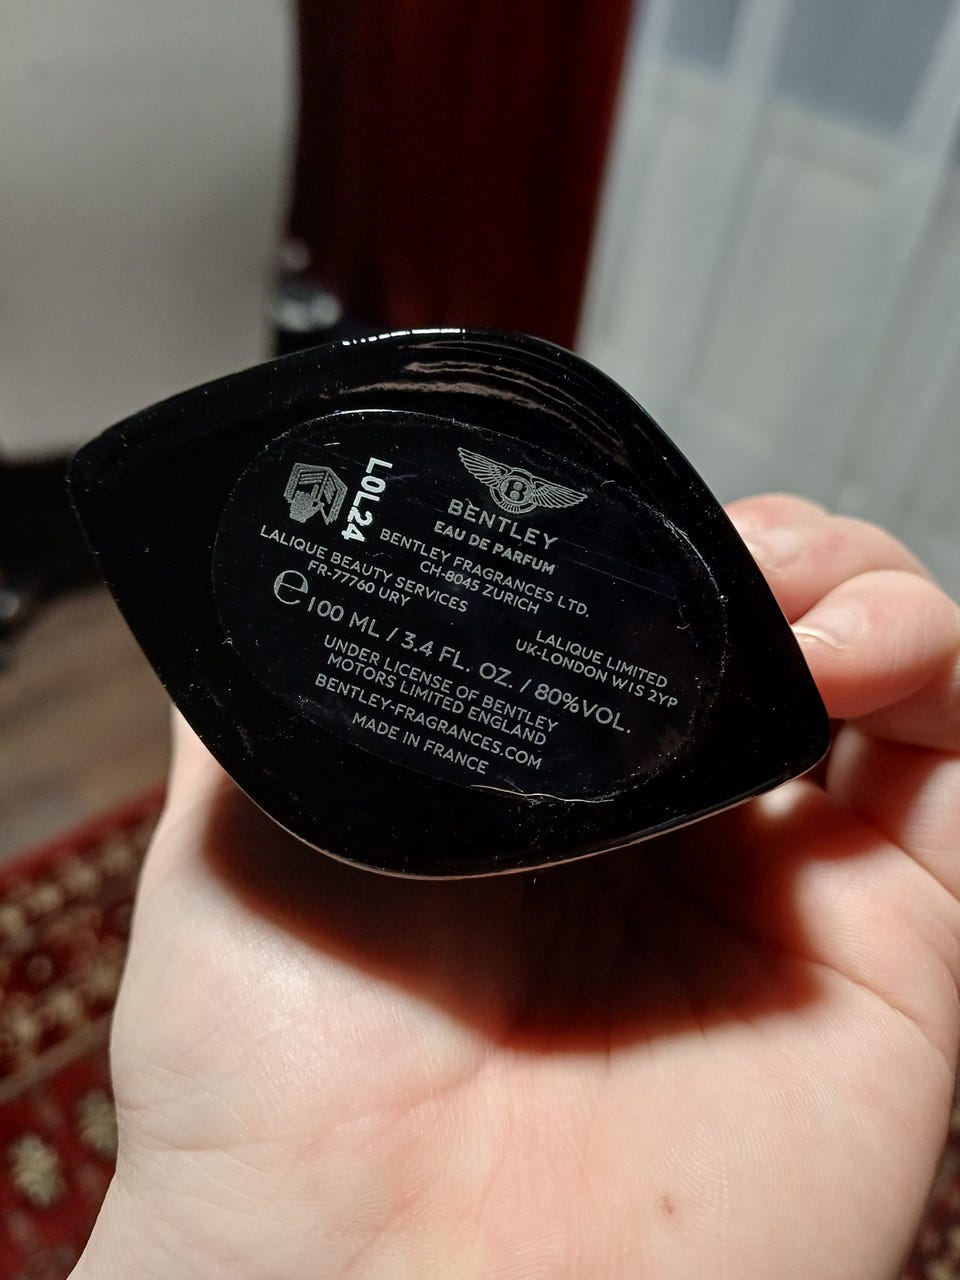 B
BENTLEY
EAU DE PARFUM
BENTLEY FRAGRANCES LTD.
CH-8045 ZURICH
LOL24
LALIQUE BEAUTY SERVICES
FR-77760 URY
LALIQUE LIMITED
UK-LONDON W1S 2YP
℮100 ML / 3.4 FL. OZ. / 80%VOL.
UNDER LICENSE OF BENTLEY
MOTORS LIMITED ENGLAND
BENTLEY-FRAGRANCES.COM
MADE IN FRANCE